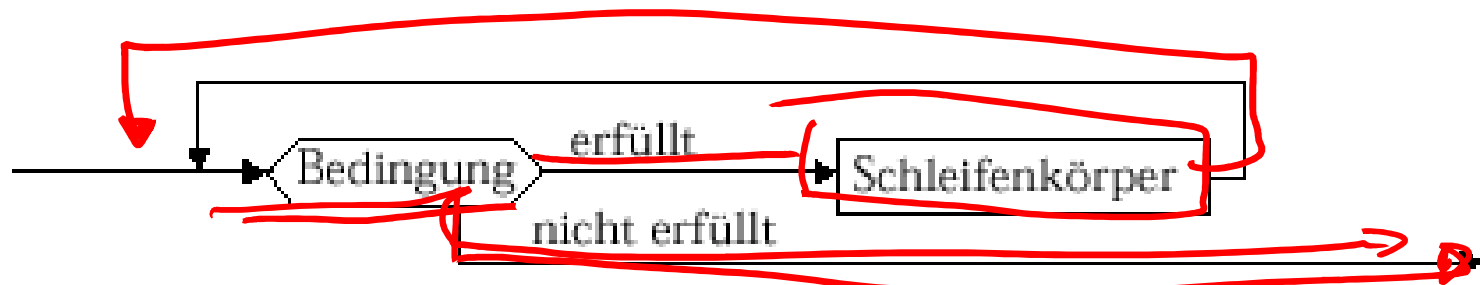 erfüllt
Bedingung
Schleifenkörper
nicht erfüllt